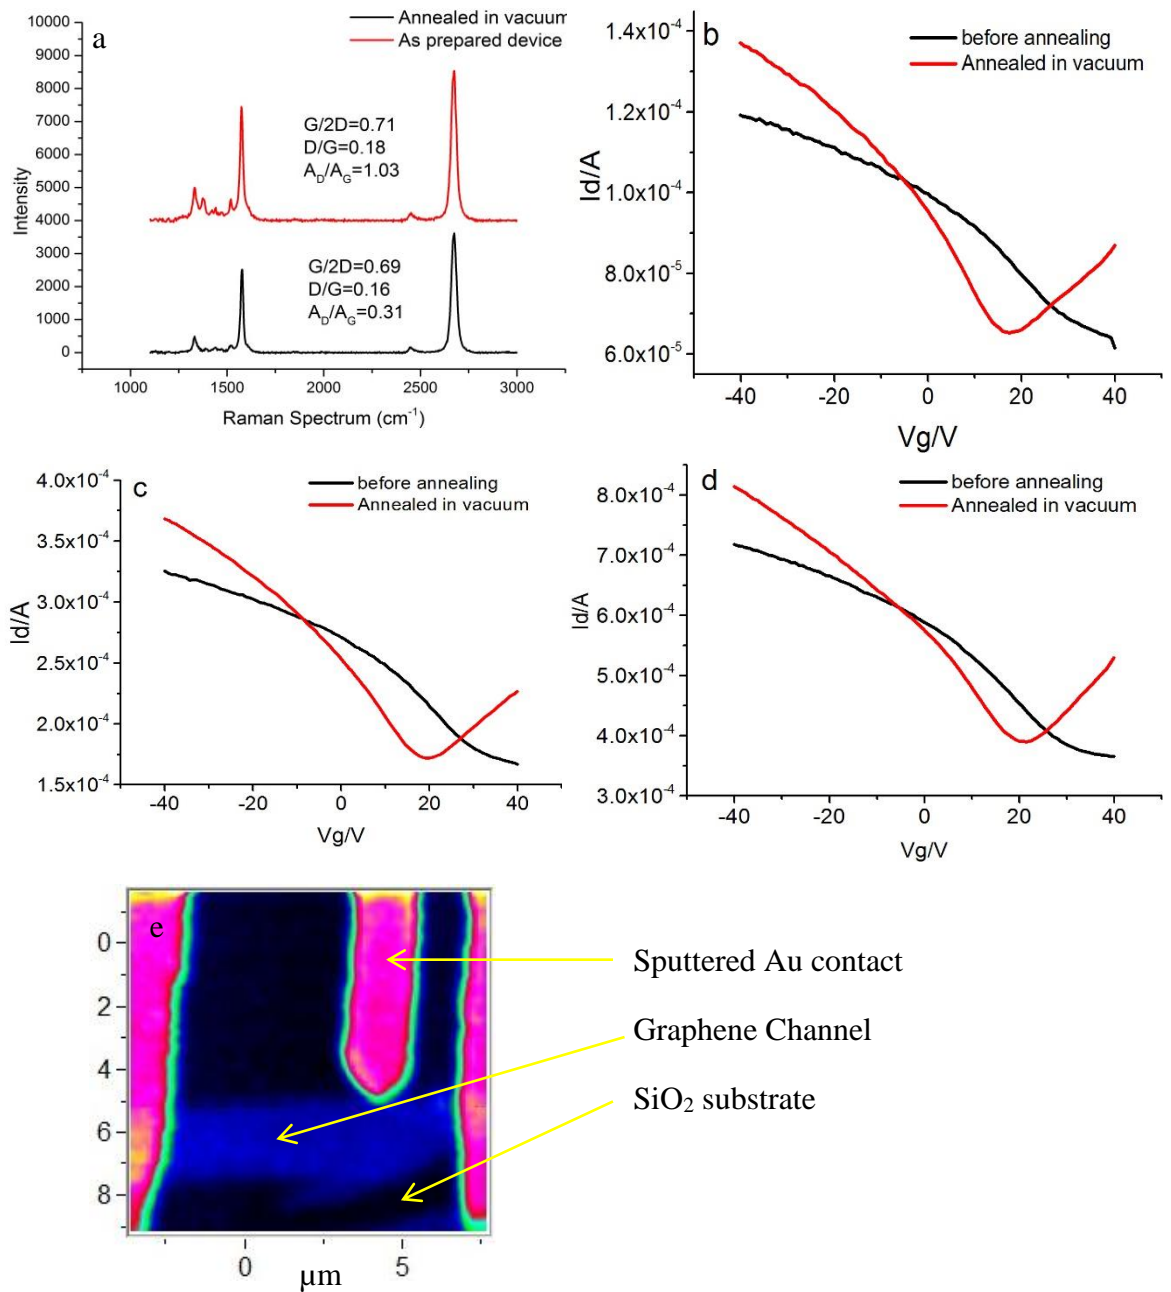 a
Annealed in vacuum
As prepared device
10000
9000
8000
7000
6000
5000
4000
3000
2000
1000
0
Intensity
G/2D=0.71
D/G=0.18
A_D/A_G=1.03
G/2D=0.69
D/G=0.16
A_D/A_G=0.31
1000 1500 2000 2500 3000
Raman Spectrum (cm⁻¹)
b
before annealing
Annealed in vacuum
1.4x10⁻⁴
1.2x10⁻⁴
1.0x10⁻⁴
8.0x10⁻⁵
6.0x10⁻⁵
Id/A
-40 -20 0 20 40
Vg/V
c
before annealing
Annealed in vacuum
4.0x10⁻⁴
3.5x10⁻⁴
3.0x10⁻⁴
2.5x10⁻⁴
2.0x10⁻⁴
1.5x10⁻⁴
Id/A
-40 -20 0 20 40
Vg/V
d
before annealing
Annealed in vacuum
8.0x10⁻⁴
7.0x10⁻⁴
6.0x10⁻⁴
5.0x10⁻⁴
4.0x10⁻⁴
3.0x10⁻⁴
Id/A
-40 -20 0 20 40
Vg/V
e
0
2
4
6
8
0 5
µm
Sputtered Au contact
Graphene Channel
SiO₂ substrate